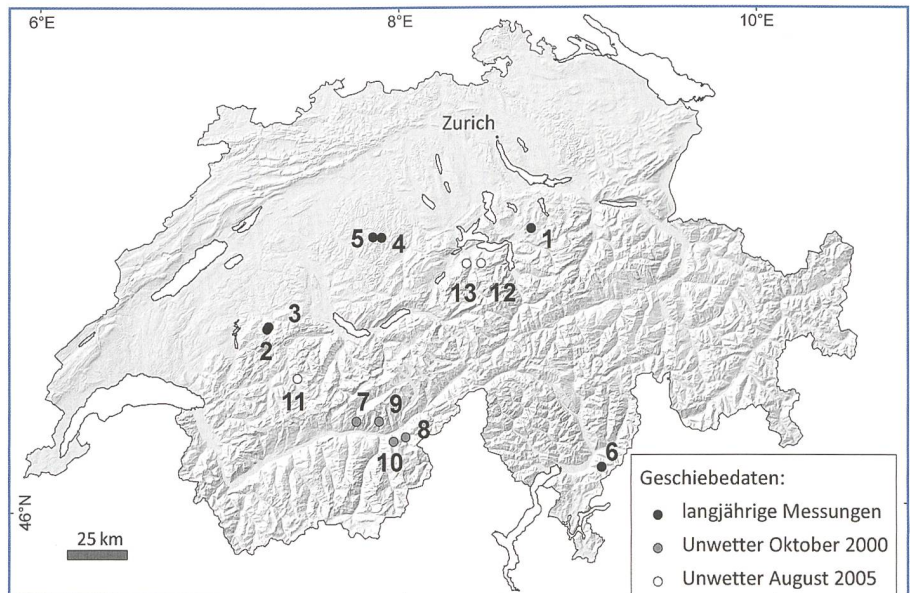 6°E 8°E 10°E
Zurich
5 4 1
13 12
3
2
11 7 9
8
10 6
46°N
25 km
Geschiebedaten:
langjährige Messungen
Unwetter Oktober 2000
Unwetter August 2005